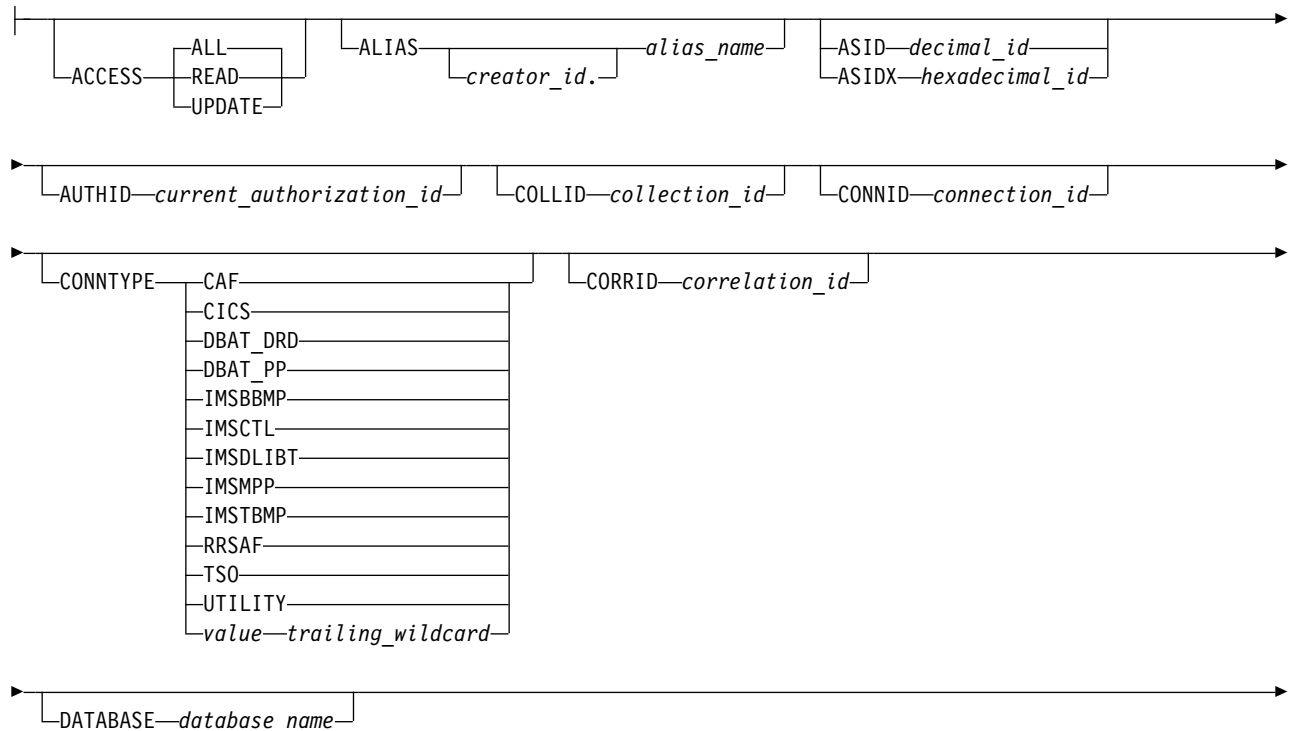 ACCESS ALL READ UPDATE
ALIAS creator_id. alias_name
ASID decimal_id
ASIDX hexadecimal_id
AUTHID current_authorization_id
COLLID collection_id
CONNID connection_id
CONNTYPE CAF
CICS
DBAT_DRD
DBAT_PP
IMSBBMP
IMSCTL
IMSDLIBT
IMSMPP
IMSTBMP
RRSAF
TSO
UTILITY
value trailing_wildcard
CORRID correlation_id
DATABASE database name